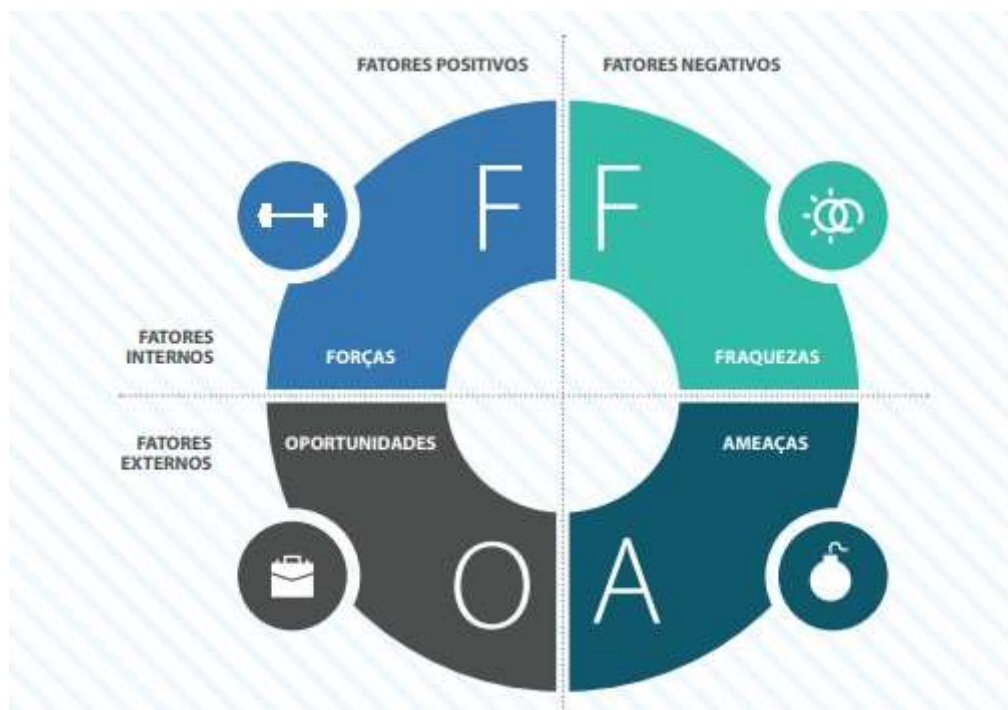 FATORES POSITIVOS
FATORES NEGATIVOS
F
F
FATORES
INTERNOS
FORÇAS
FRAQUEZAS
FATORES
EXTERNOS
OPORTUNIDADES
AMEAÇAS
O
A